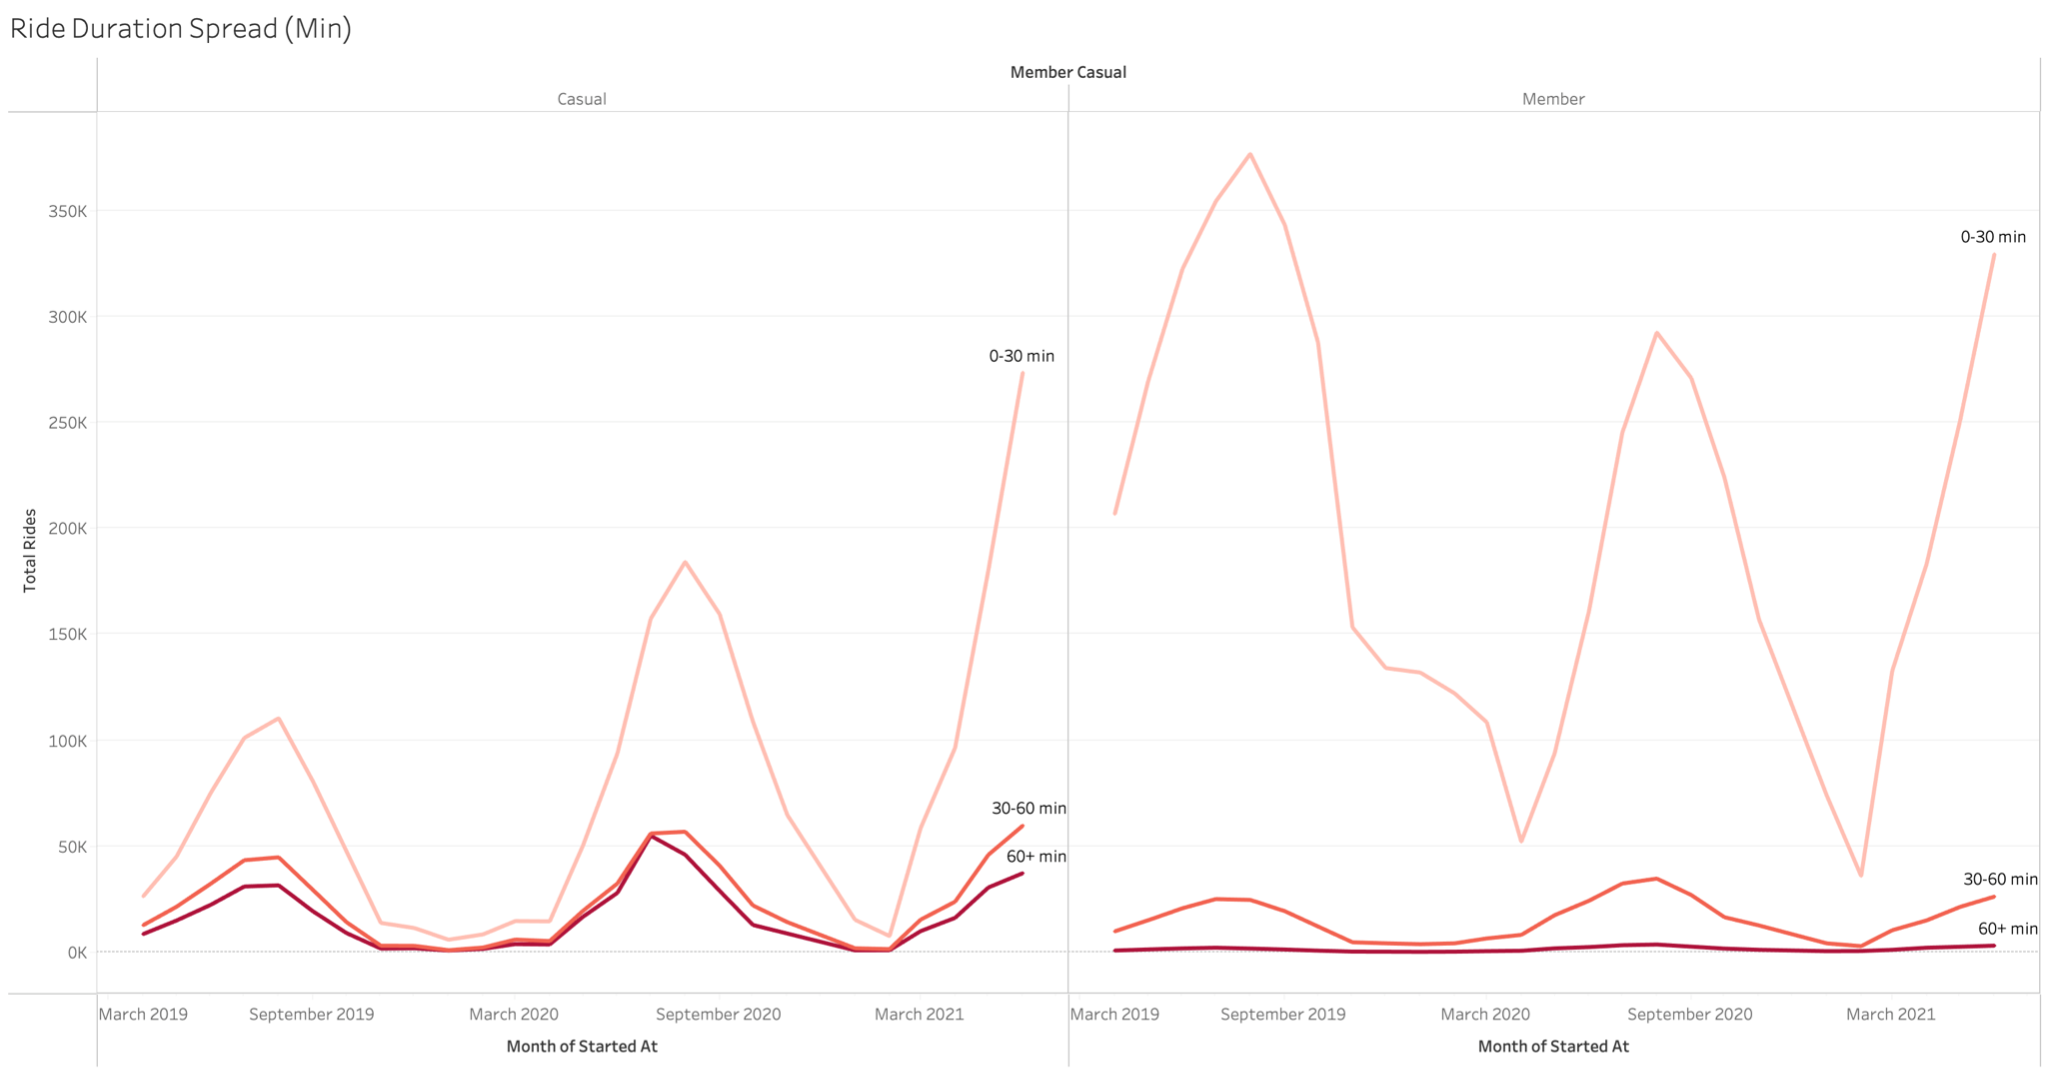 Ride Duration Spread (Min)
Member Casual
Casual
Member
Total Rides
350K
300K
250K
200K
150K
100K
50K
0K
0-30 min
30-60 min
60+ min
0-30 min
30-60 min
60+ min
March 2019
September 2019
March 2020
September 2020
March 2021
March 2019
September 2019
March 2020
September 2020
March 2021
Month of Started At
Month of Started At